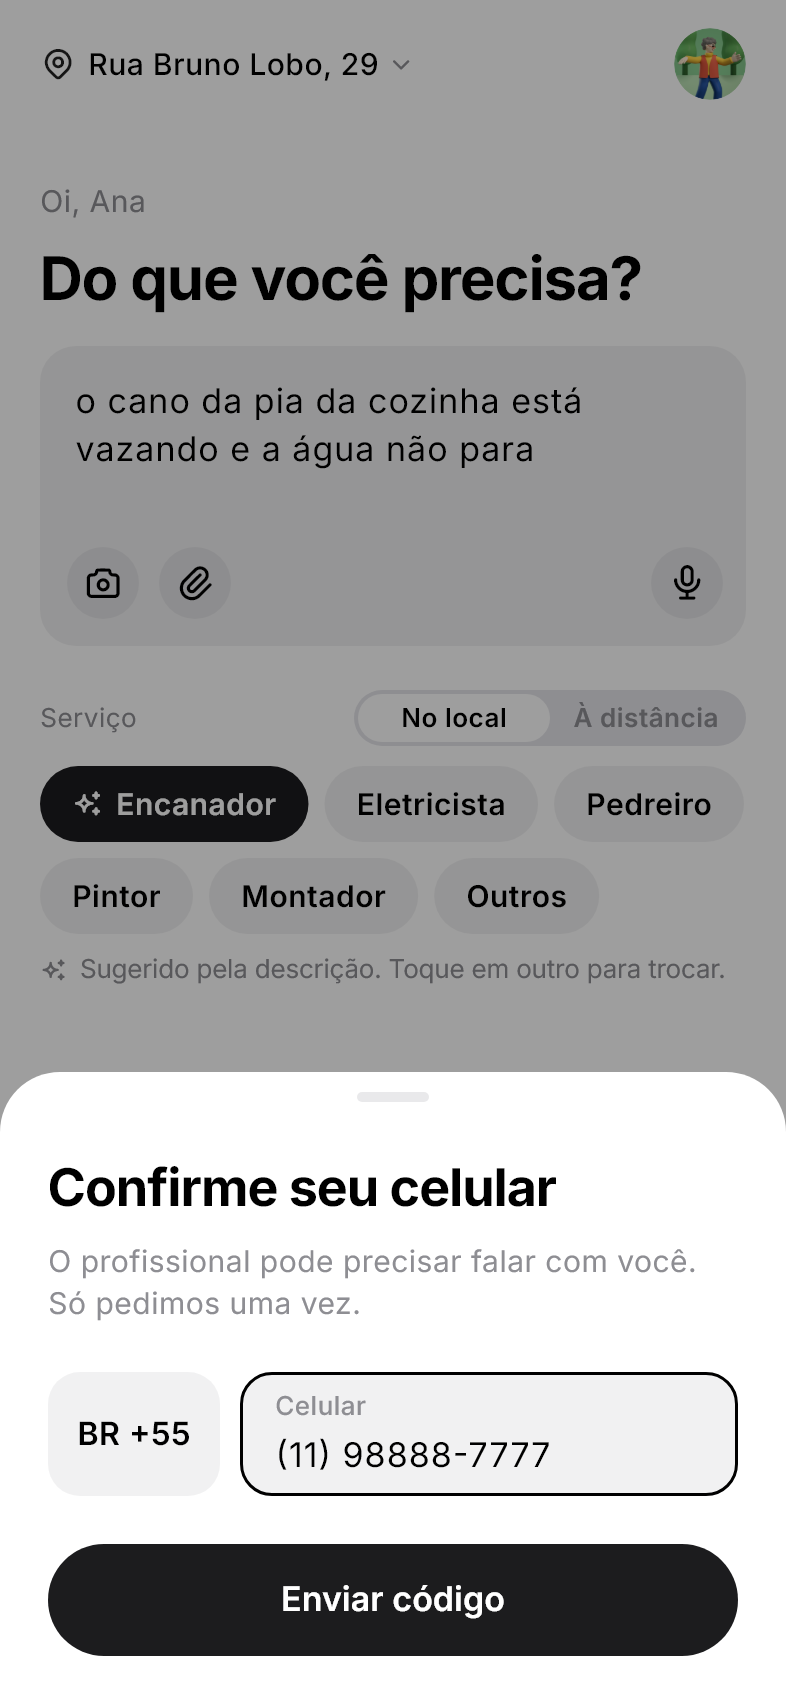 Rua Bruno Lobo, 29
Oi, Ana
Do que você precisa?
o cano da pia da cozinha está
vazando e a água não para
Serviço
No local
À distância
Encanador
Eletricista
Pedreiro
Pintor
Montador
Outros
Sugerido pela descrição. Toque em outro para trocar.
Confirme seu celular
O profissional pode precisar falar com você.
Só pedimos uma vez.
BR +55
Celular
(11) 98888-7777
Enviar código